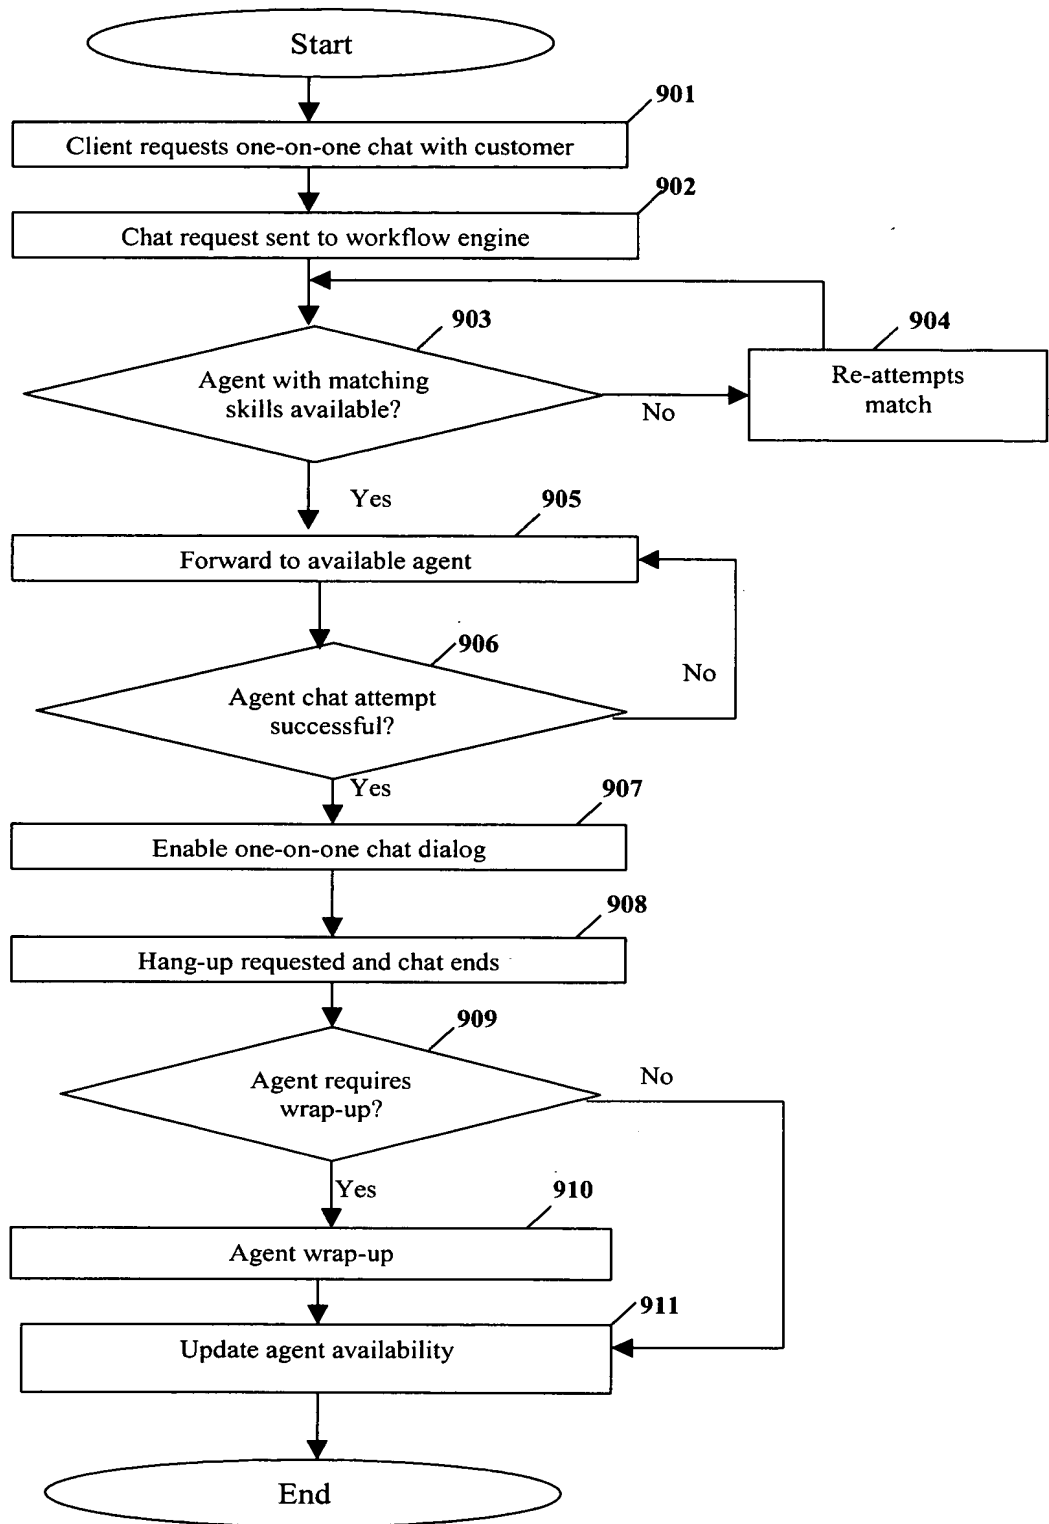 Start
901
Client requests one-on-one chat with customer
902
Chat request sent to workflow engine
903
904
Agent with matching
skills available?
Re-attempts
match
No
Yes
905
Forward to available agent
906
No
Agent chat attempt
successful?
Yes
907
Enable one-on-one chat dialog
908
Hang-up requested and chat ends
909
Agent requires
wrap-up?
No
Yes
910
Agent wrap-up
911
Update agent availability
End